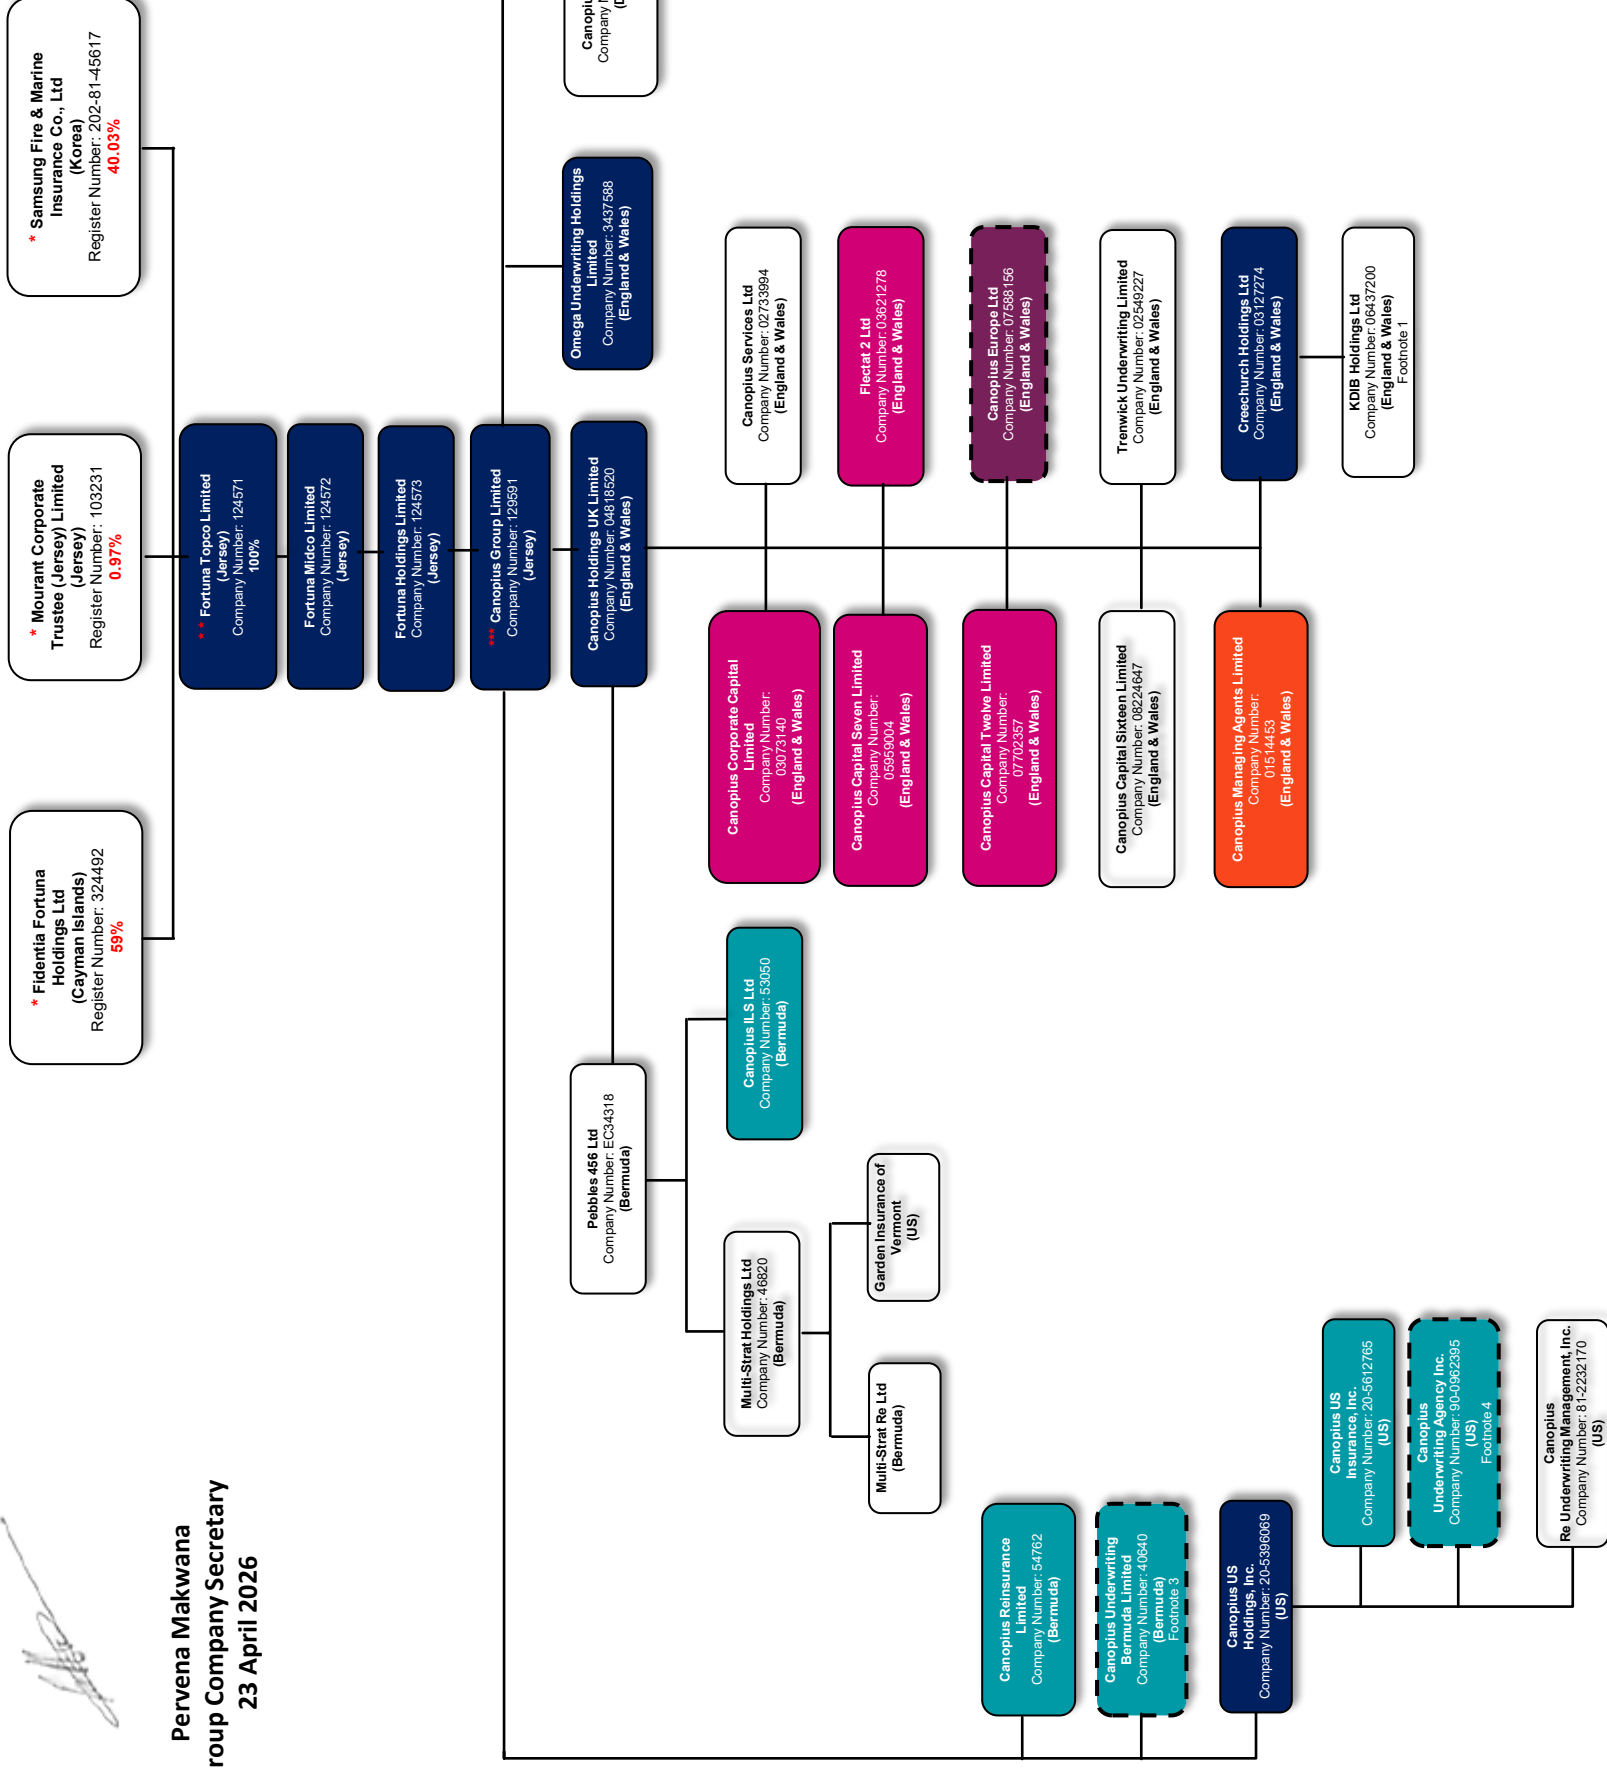 Pervena Makwana
roup Company Secretary
23 April 2026
* Fidentia Fortuna
Holdings Ltd
(Cayman Islands)
Register Number: 324492
59%
* Mourant Corporate
Trustee (Jersey) Limited
(Jersey)
Register Number: 103231
0.97%
* Samsung Fire & Marine
Insurance Co., Ltd
(Korea)
Register Number: 202-81-45617
40.03%
* * Fortuna Topco Limited
(Jersey)
Company Number: 124571
100%
Fortuna Midco Limited
Company Number: 124572
(Jersey)
Fortuna Holdings Limited
Company Number: 124573
(Jersey)
*** Canopius Group Limited
Company Number: 129591
(Jersey)
Pebbles 456 Ltd
Company Number: EC34318
(Bermuda)
Canopius Holdings UK Limited
Company Number: 04818520
(England & Wales)
Omega Underwriting Holdings
Limited
Company Number: 3437588
(England & Wales)
Canopiu
Company N
(D
Multi-Strat Holdings Ltd
Company Number: 46820
(Bermuda)
Canopius ILS Ltd
Company Number: 53050
(Bermuda)
Multi-Strat Re Ltd
(Bermuda)
Garden Insurance of
Vermont
(US)
Canopius Corporate Capital
Limited
Company Number:
03073140
(England & Wales)
Canopius Services Ltd
Company Number: 02733994
(England & Wales)
Canopius Capital Seven Limited
Company Number:
05959004
(England & Wales)
Flectat 2 Ltd
Company Number: 03621278
(England & Wales)
Canopius Capital Twelve Limited
Company Number:
07702357
(England & Wales)
Canopius Europe Ltd
Company Number: 07588156
(England & Wales)
Canopius Capital Sixteen Limited
Company Number: 08224647
(England & Wales)
Trenwick Underwriting Limited
Company Number: 02549227
(England & Wales)
Canopius Managing Agents Limited
Company Number:
01514453
(England & Wales)
Creechurch Holdings Ltd
Company Number: 03127274
(England & Wales)
KDIB Holdings Ltd
Company Number: 06437200
(England & Wales)
Footnote 1
Canopius Reinsurance
Limited
Company Number: 54762
(Bermuda)
Canopius Underwriting
Bermuda Limited
Company Number: 40640
(Bermuda)
Footnote 3
Canopius US
Holdings, Inc.
Company Number: 20-5396069
(US)
Canopius US
Insurance, Inc.
Company Number: 20-5612765
(US)
Canopius
Underwriting Agency Inc.
Company Number: 90-0962395
(US)
Footnote 4
Canopius
Re Underwriting Management, Inc.
Company Number: 81-2232170
(US)